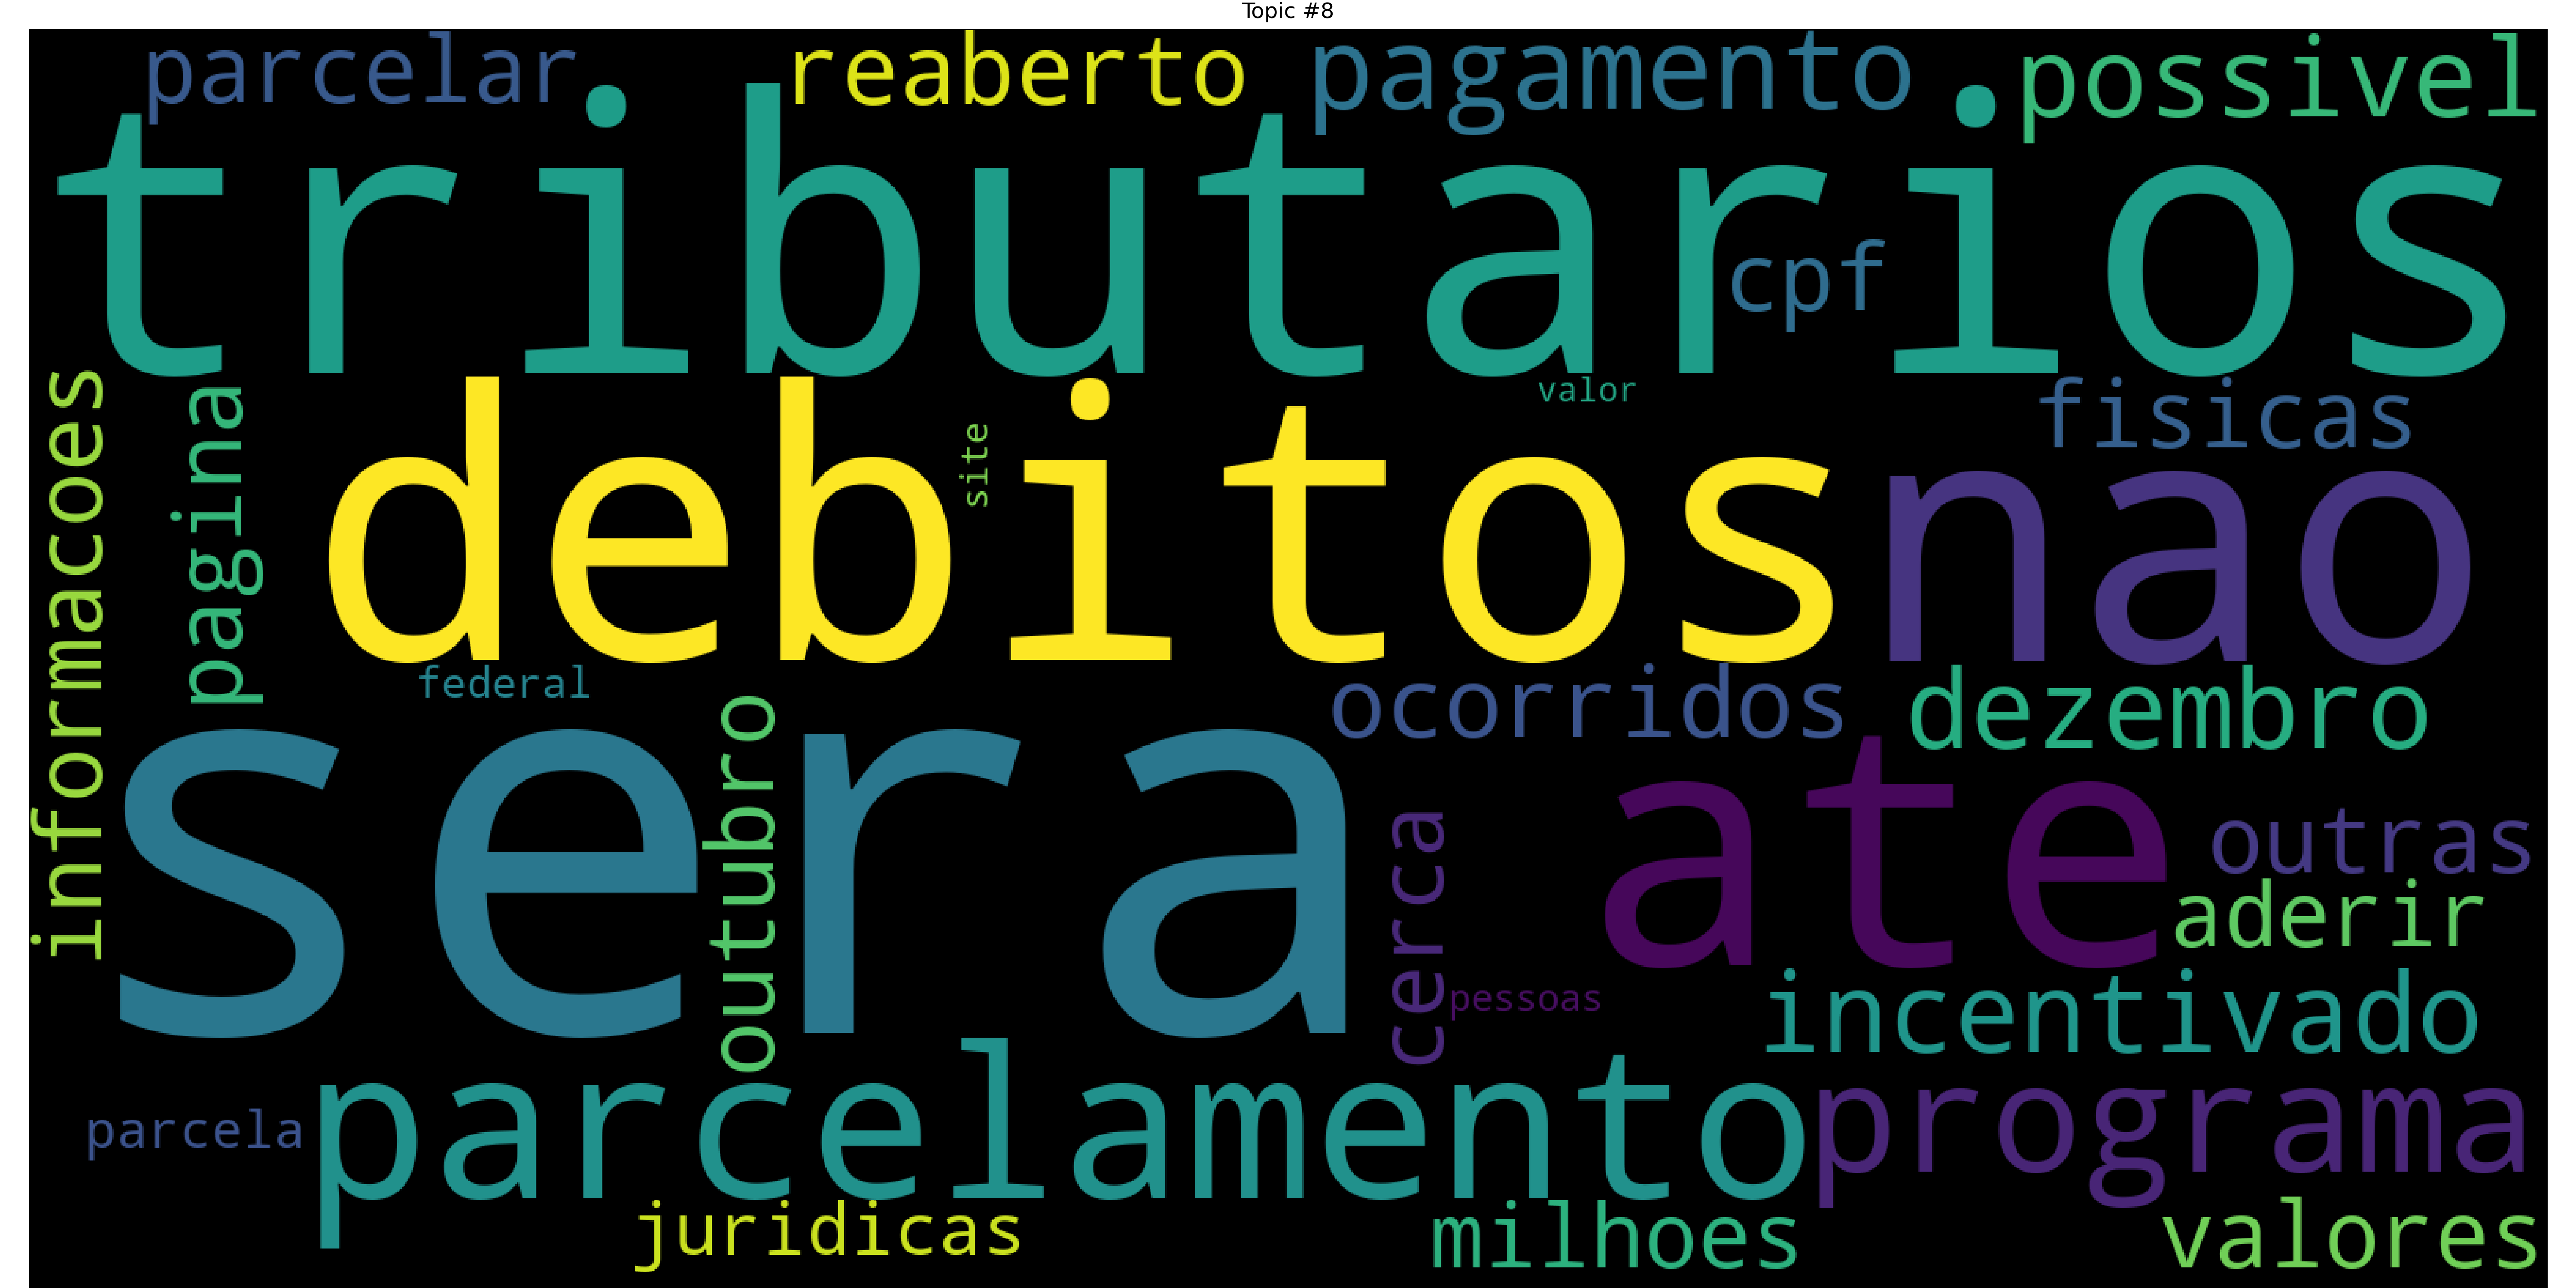 Topic #8
parcelar
reaberto
pagamento
possivel
tributarios
cpf
valor
fisicas
informacoes
pagina
debitos
site
nao
federal
ocorridos
dezembro
outubro
sera
cerca
ate
outras
aderir
pessoas
incentivado
parcela
parcelamento
programa
juridicas
milhoes
valores